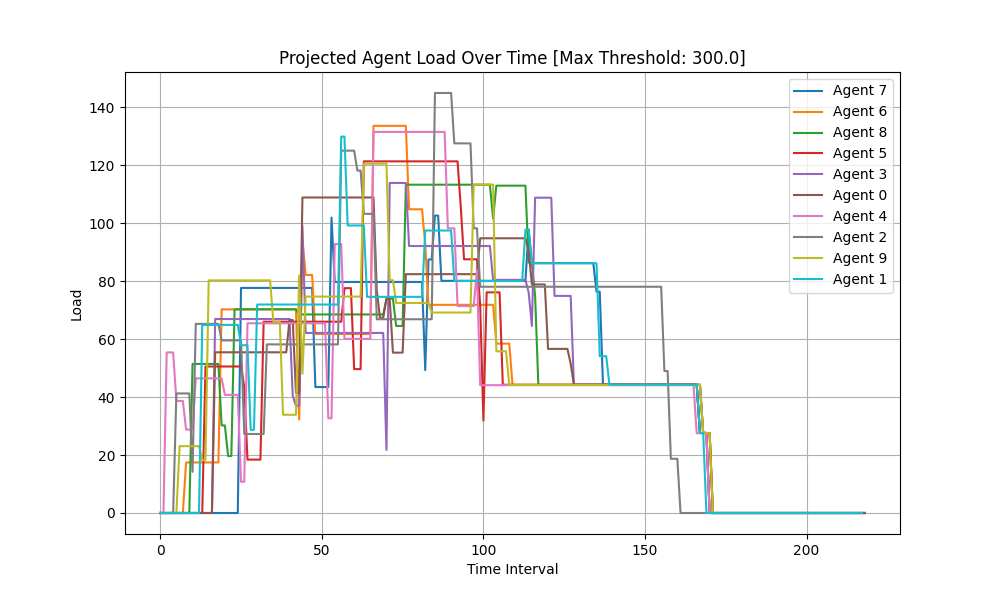 Projected Agent Load Over Time [Max Threshold: 300.0]
Load
140
120
100
80
60
40
20
0
0
50
100
150
200
Time Interval
Agent 7
Agent 6
Agent 8
Agent 5
Agent 3
Agent 0
Agent 4
Agent 2
Agent 9
Agent 1